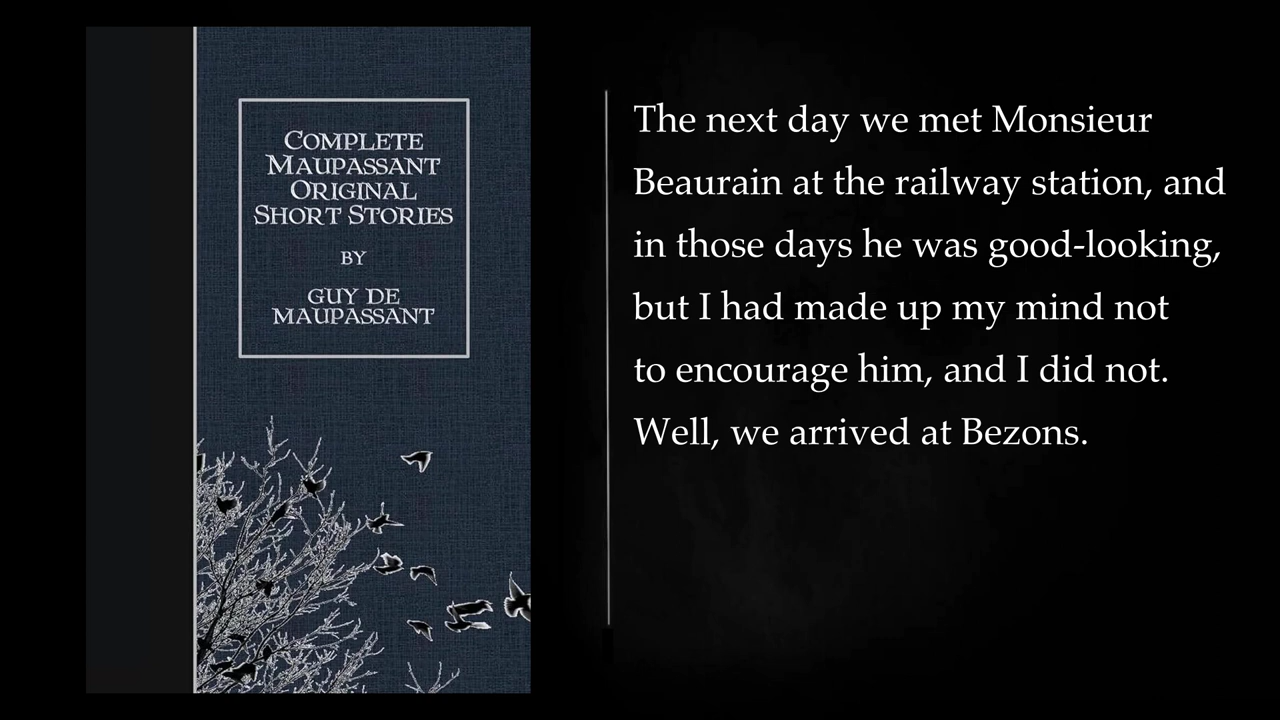 COMPLETE
MAUPASSANT
ORIGINAL
SHORT STORIES
BY
GUY DE
MAUPASSANT
The next day we met Monsieur
Beaurain at the railway station, and
in those days he was good-looking,
but I had made up my mind not
to encourage him, and I did not.
Well, we arrived at Bezons.